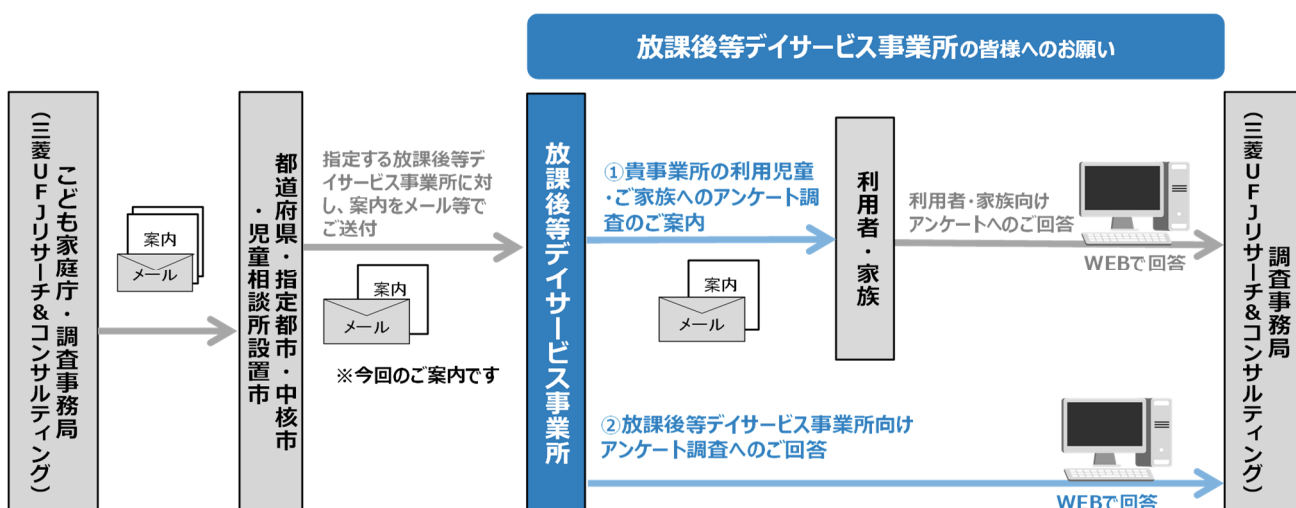 放課後等デイサービス事業所の皆様へのお願い
こども家庭庁・調査事務局
（三菱UFJリサーチ&コンサルティング）
案内
メール
都道府県・指定都市・中核市
・児童相談所設置市
指定する放課後等デ
イサービス事業所に対
し、案内をメール等で
ご送付
案内
メール
※今回のご案内です
放課後等デイサービス事業所
①貴事業所の利用児童
・ご家族へのアンケート調
査のご案内
案内
メール
利用者・家族
利用者・家族向け
アンケートへのご回答
WEBで回答
②放課後等デイサービス事業所向け
アンケート調査へのご回答
WEBで回答
調査事務局
（三菱UFJリサーチ&コンサルティング）